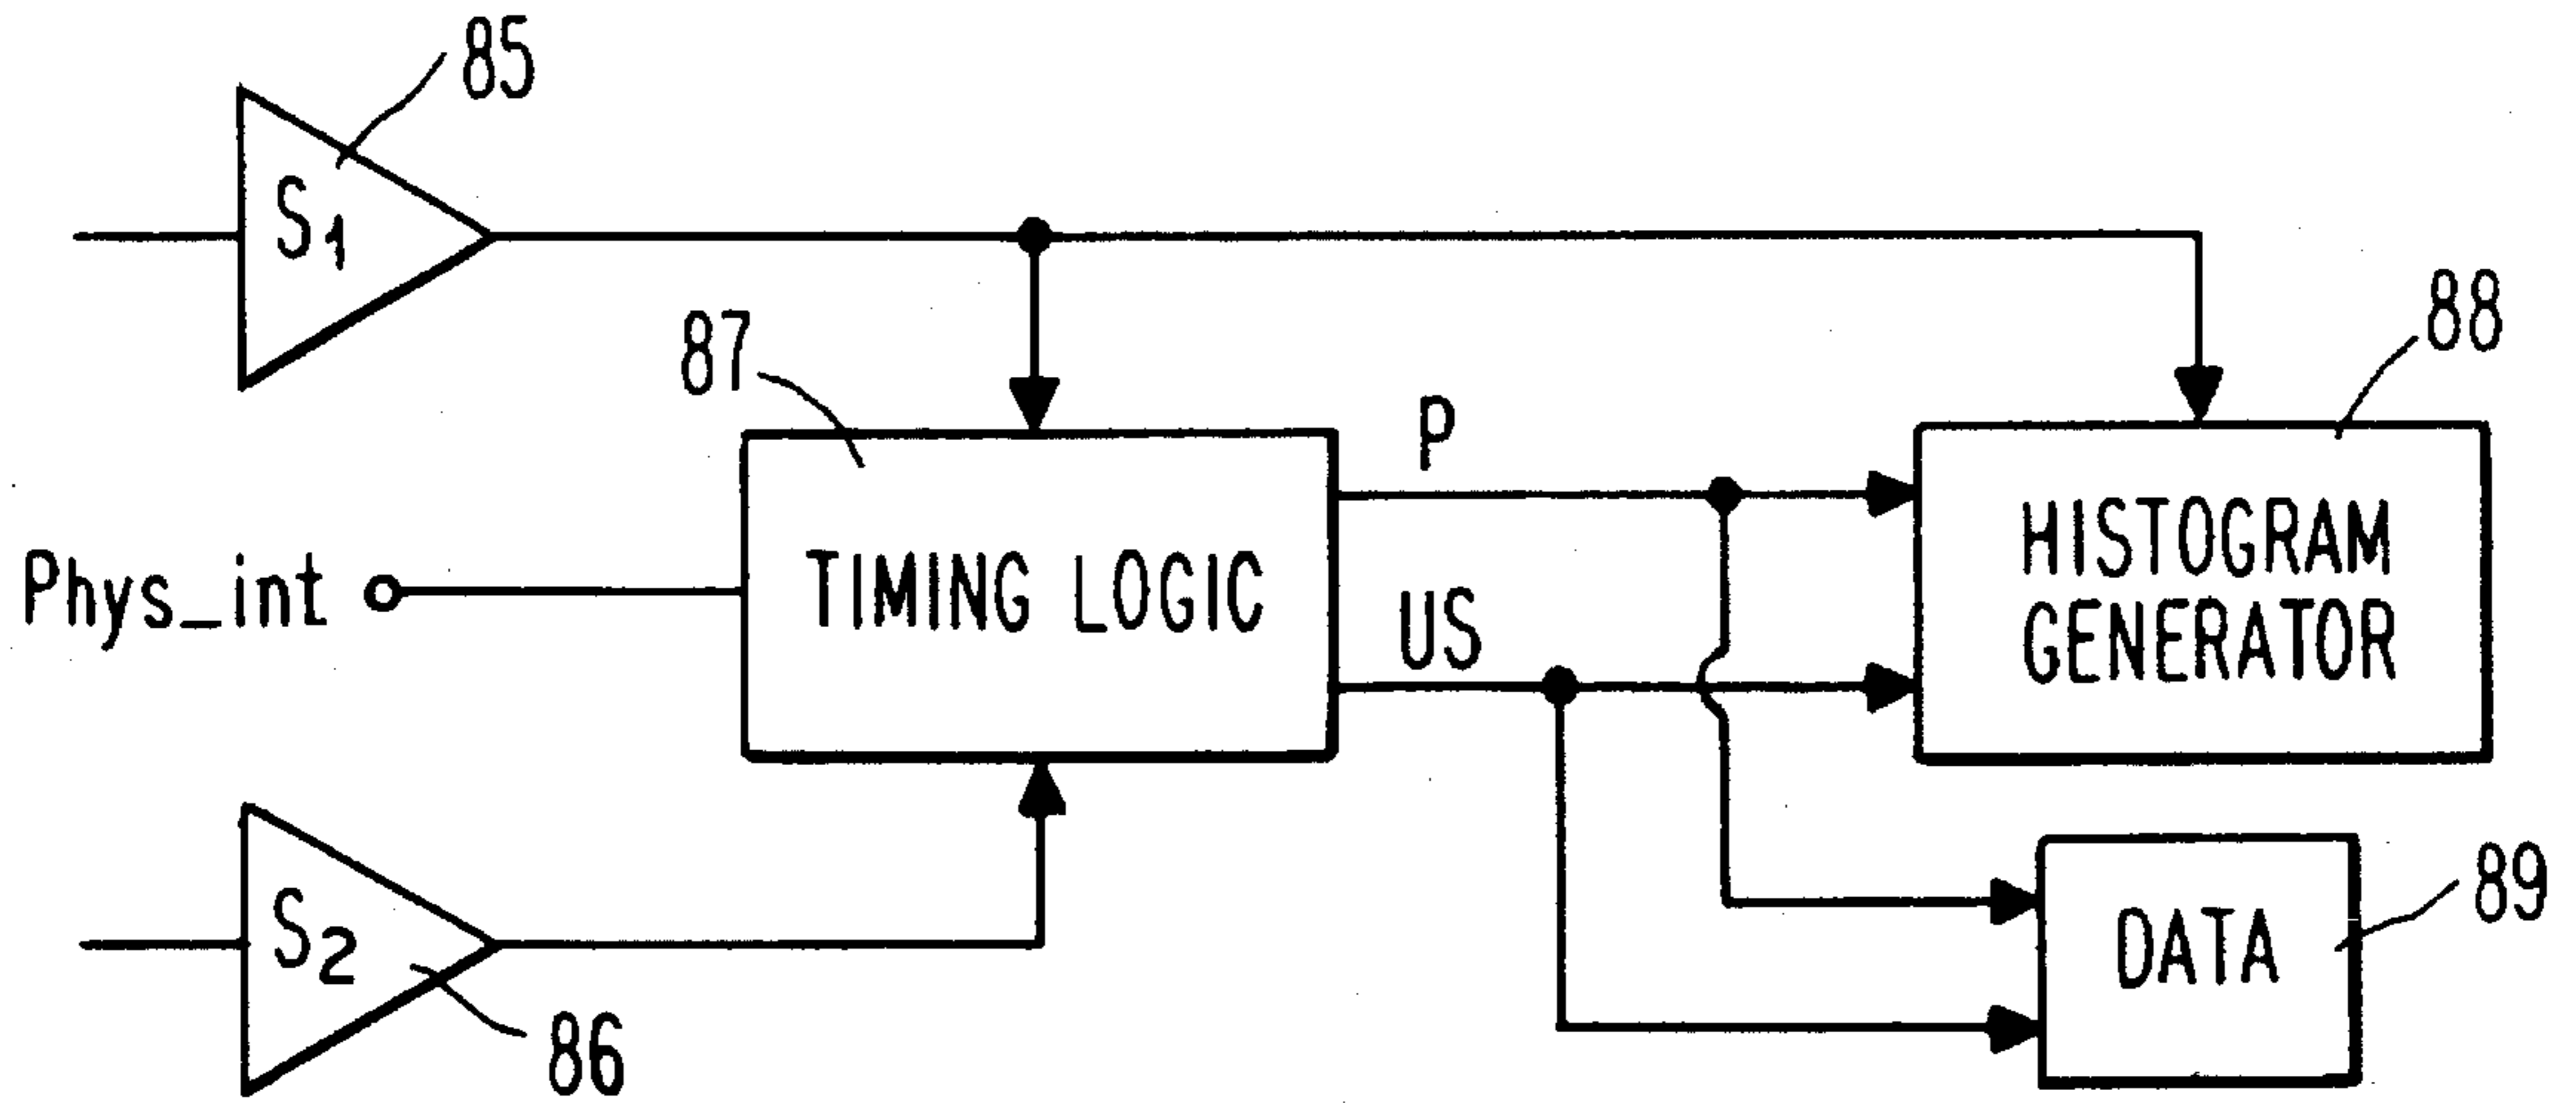 85
S1
88
87
P
HISTOGRAM
GENERATOR
Phys_int
TIMING LOGIC
US
89
DATA
S2
86